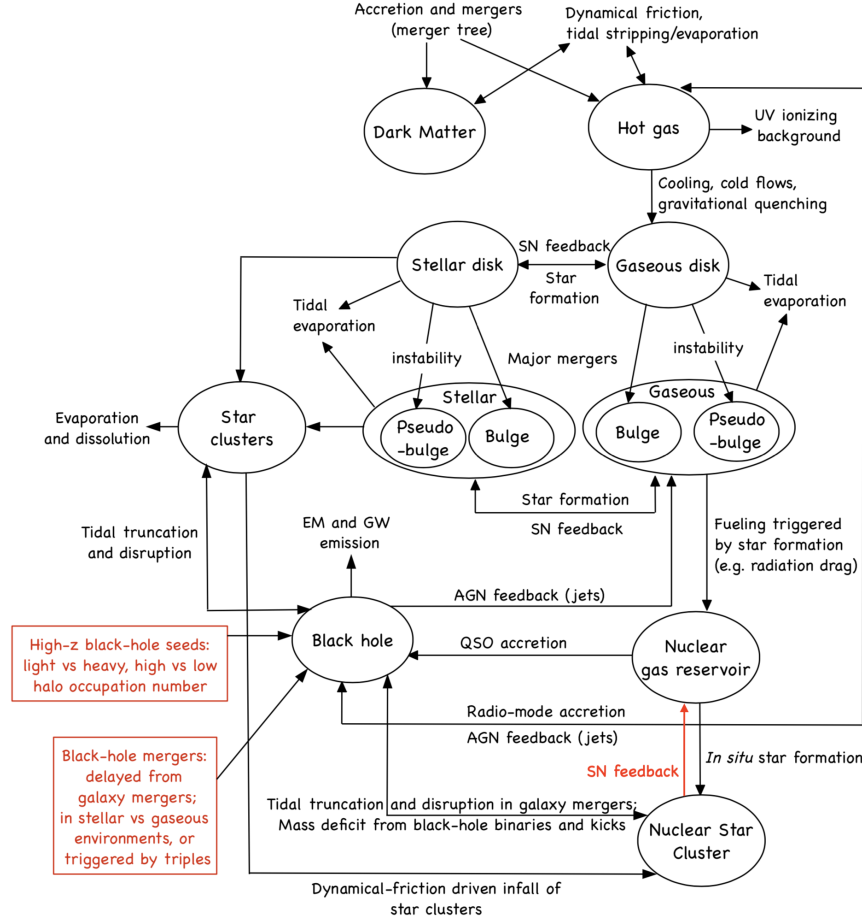 Accretion and mergers
(merger tree)
Dynamical friction,
tidal stripping/evaporation
Dark Matter
Hot gas
UV ionizing
background
Cooling, cold flows,
gravitational quenching
Stellar disk
SN feedback
Star
formation
Gaseous disk
Tidal
evaporation
Tidal
evaporation
instability
Major mergers
instability
Stellar
Pseudo
-bulge
Bulge
Gaseous
Bulge
Pseudo
-bulge
Evaporation
and dissolution
Star
clusters
Star formation
SN feedback
Tidal truncation
and disruption
EM and GW
emission
Fueling triggered
by star formation
(e.g. radiation drag)
AGN feedback (jets)
High-z black-hole seeds:
light vs heavy, high vs low
halo occupation number
Black hole
QSO accretion
Nuclear
gas reservoir
Radio-mode accretion
AGN feedback (jets)
Black-hole mergers:
delayed from
galaxy mergers;
in stellar vs gaseous
environments, or
triggered by triples
SN feedback
In situ star formation
Tidal truncation and disruption in galaxy mergers;
Mass deficit from black-hole binaries and kicks
Nuclear Star
Cluster
Dynamical-friction driven infall of
star clusters